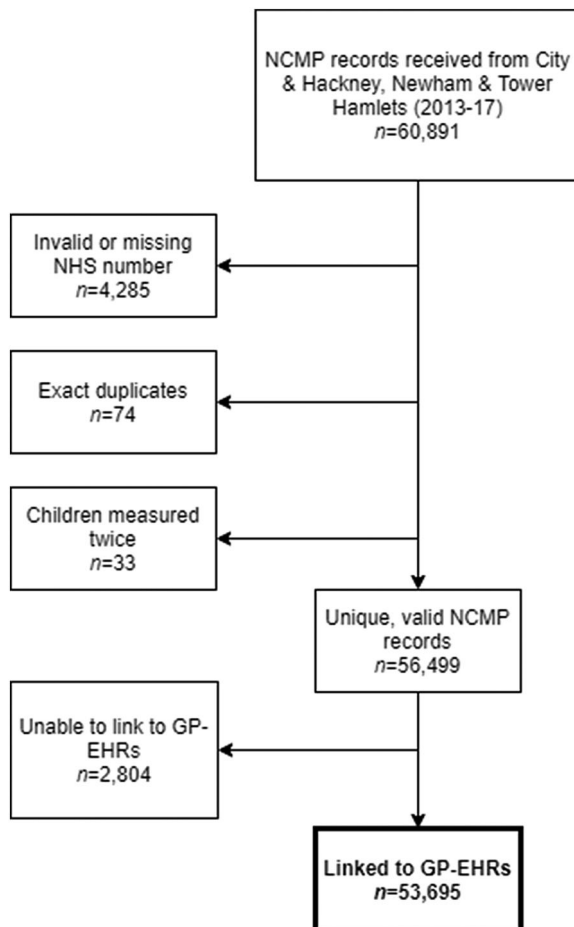 NCMP records received from City
& Hackney, Newham & Tower
Hamlets (2013-17)
n=60,891
Invalid or missing
NHS number
n=4,285
Exact duplicates
n=74
Children measured
twice
n=33
Unique, valid NCMP
records
n=56,499
Unable to link to GP-
EHRs
n=2,804
Linked to GP-EHRs
n=53,695